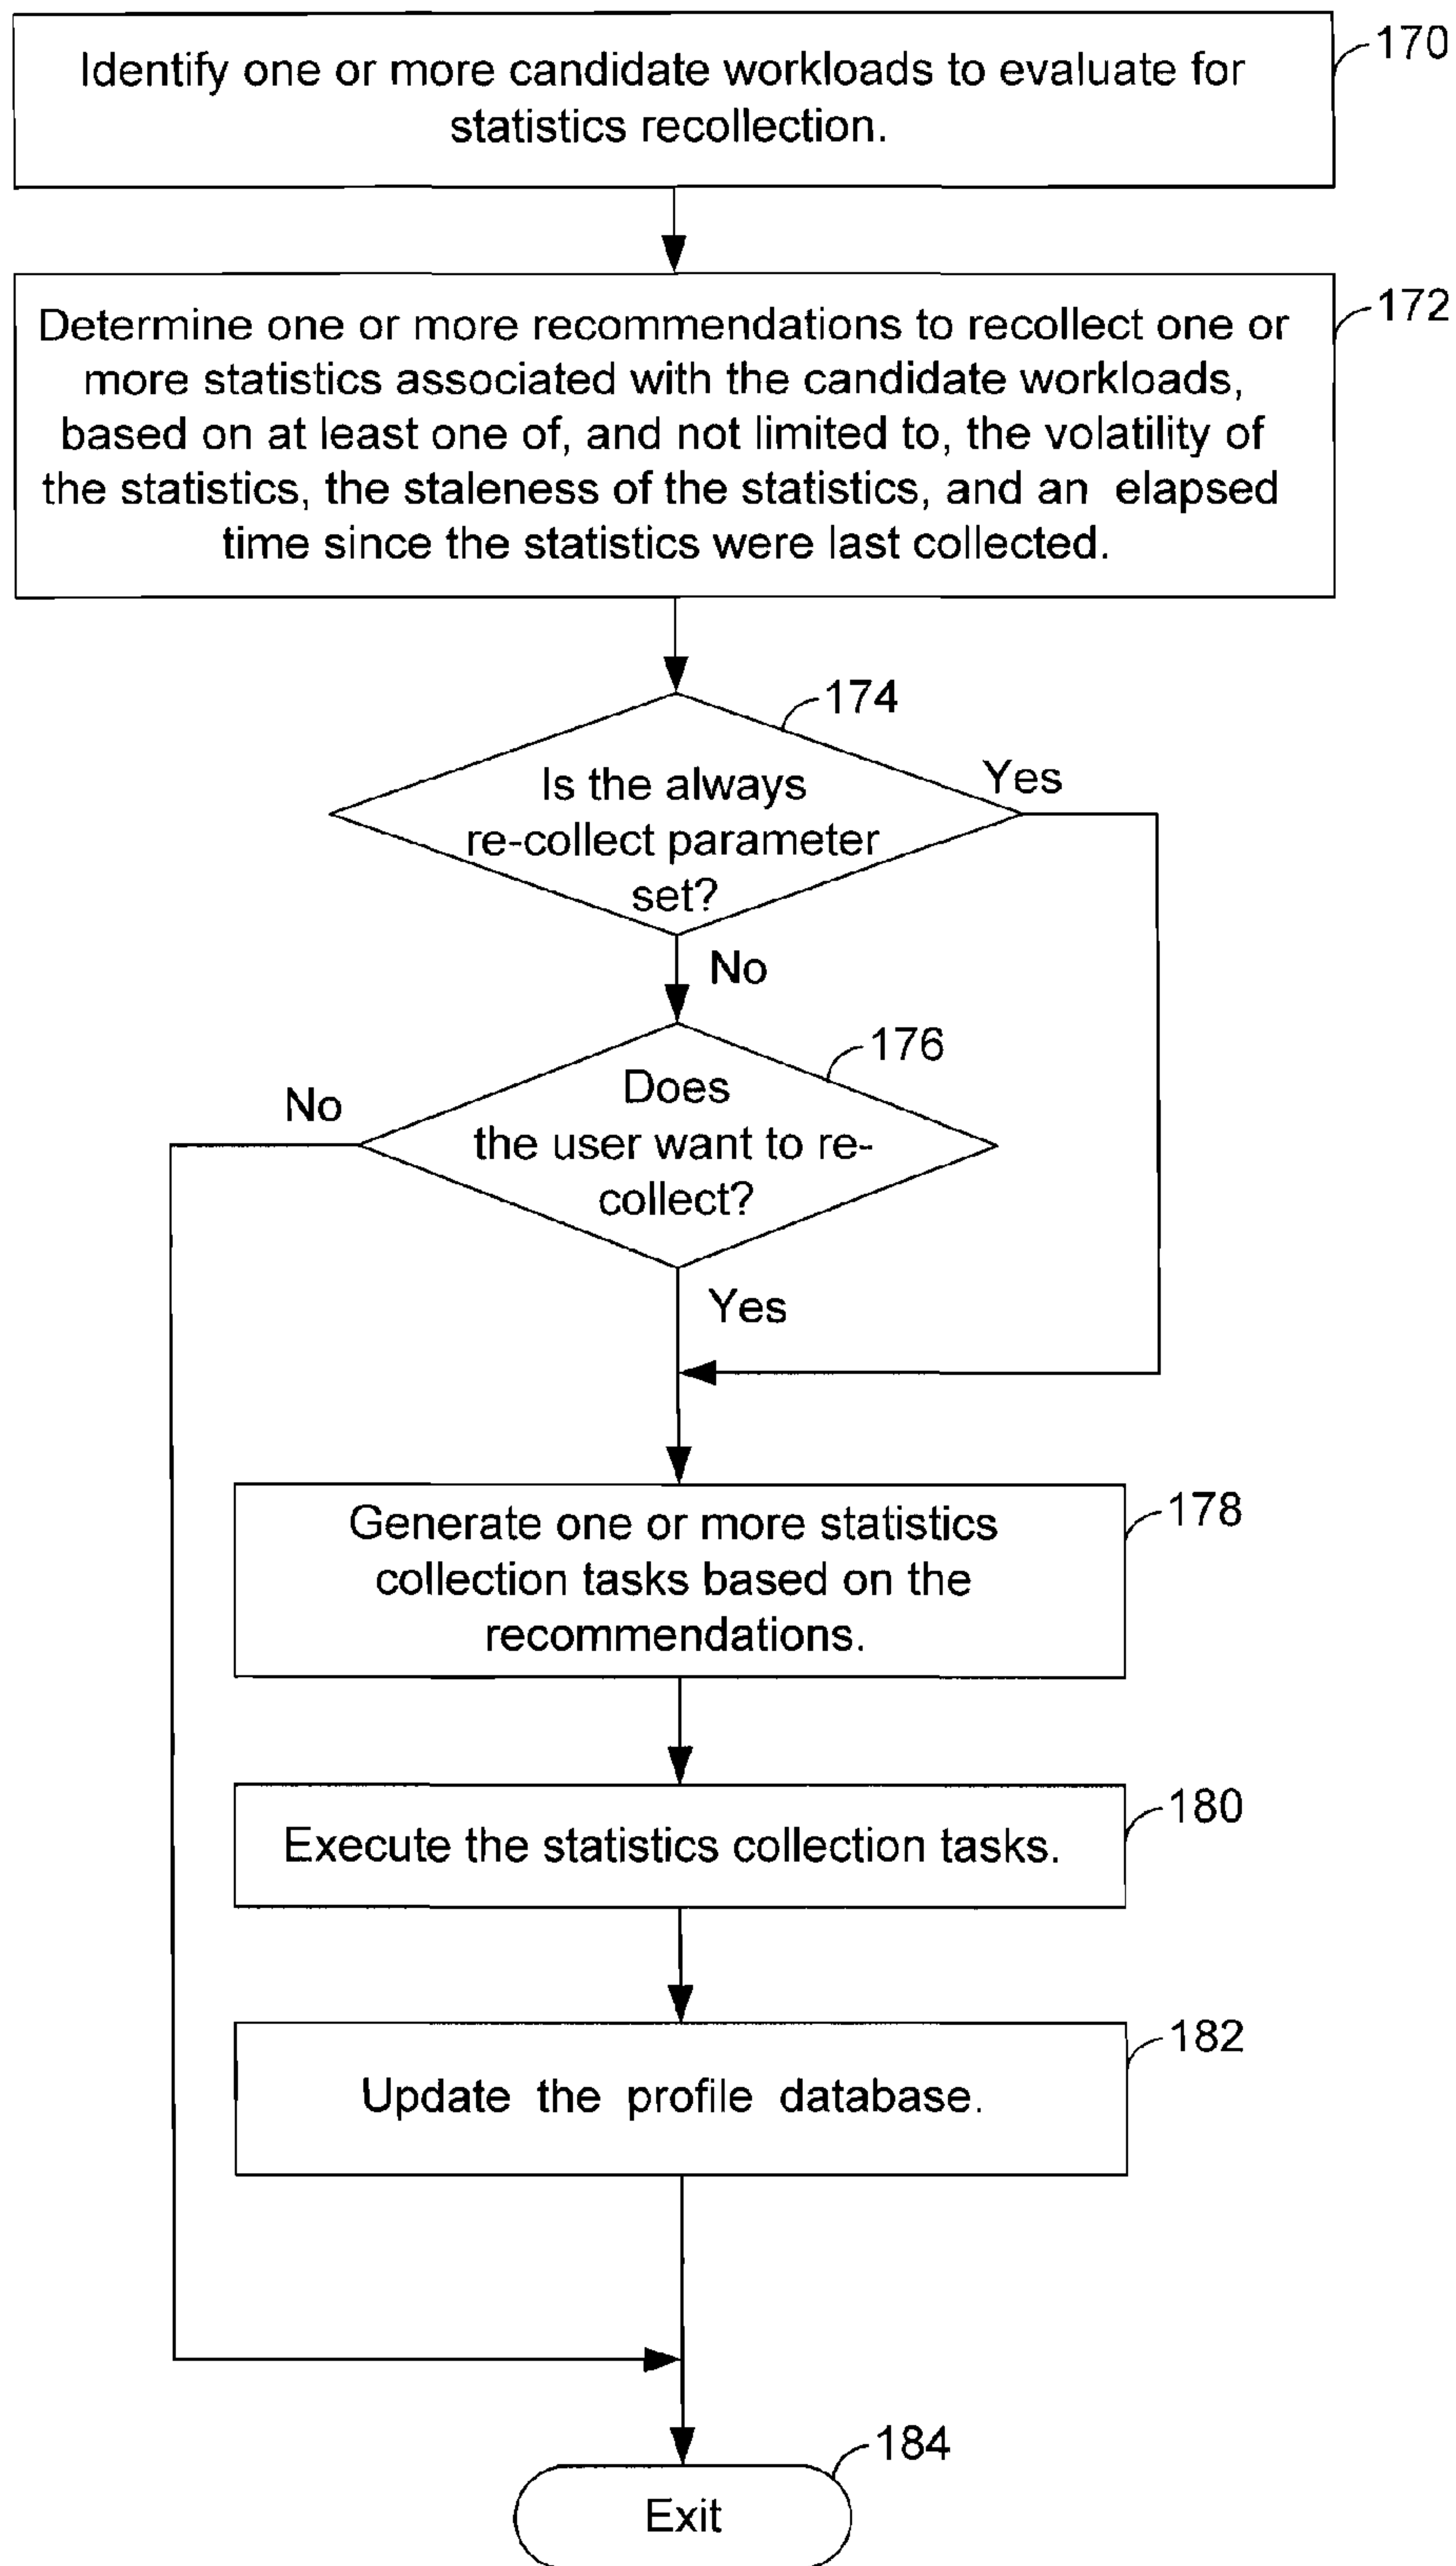 Identify one or more candidate workloads to evaluate for
statistics recollection.
170
Determine one or more recommendations to recollect one or
more statistics associated with the candidate workloads,
based on at least one of, and not limited to, the volatility of
the statistics, the staleness of the statistics, and an elapsed
time since the statistics were last collected.
172
174
Is the always
re-collect parameter
set?
Yes
No
176
Does
the user want to re-
collect?
No
Yes
Generate one or more statistics
collection tasks based on the
recommendations.
178
Execute the statistics collection tasks.
180
Update the profile database.
182
184
Exit